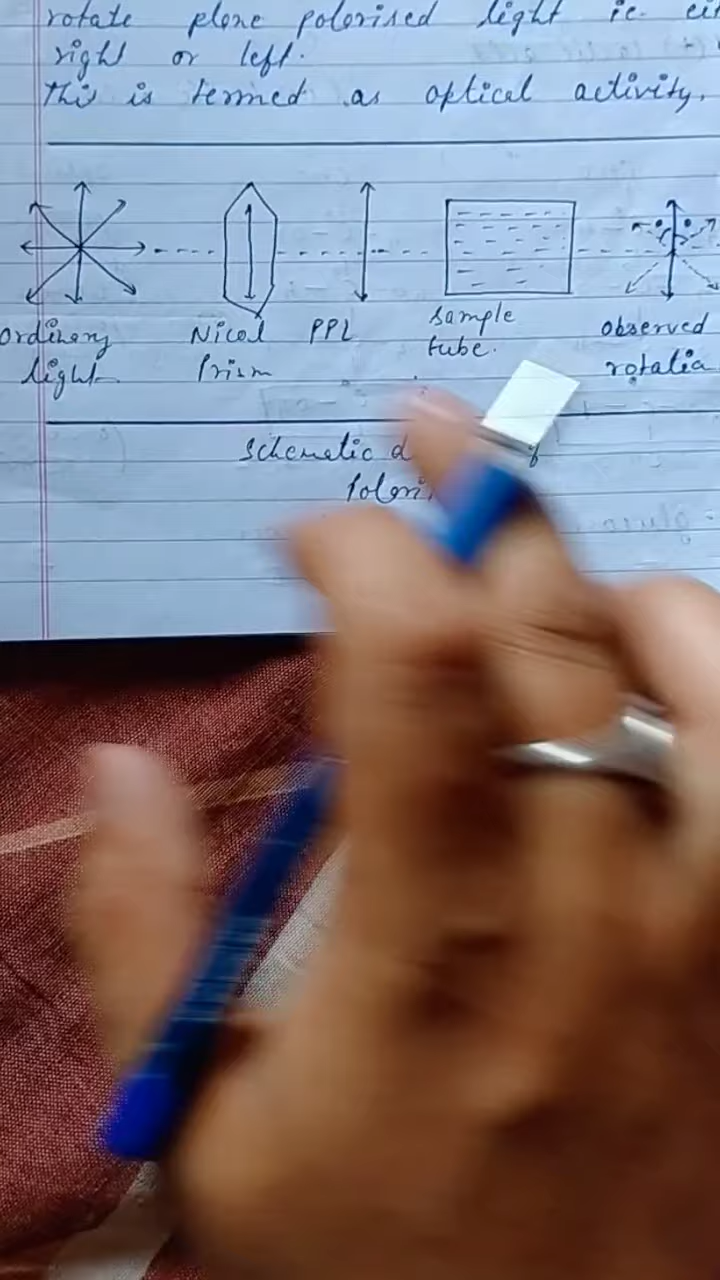 rotate plane polarised light ie.
right or left.
This is termed as optical activity.
ordinary light
Nicol Prism
PPL
sample tube.
observed
Schematic